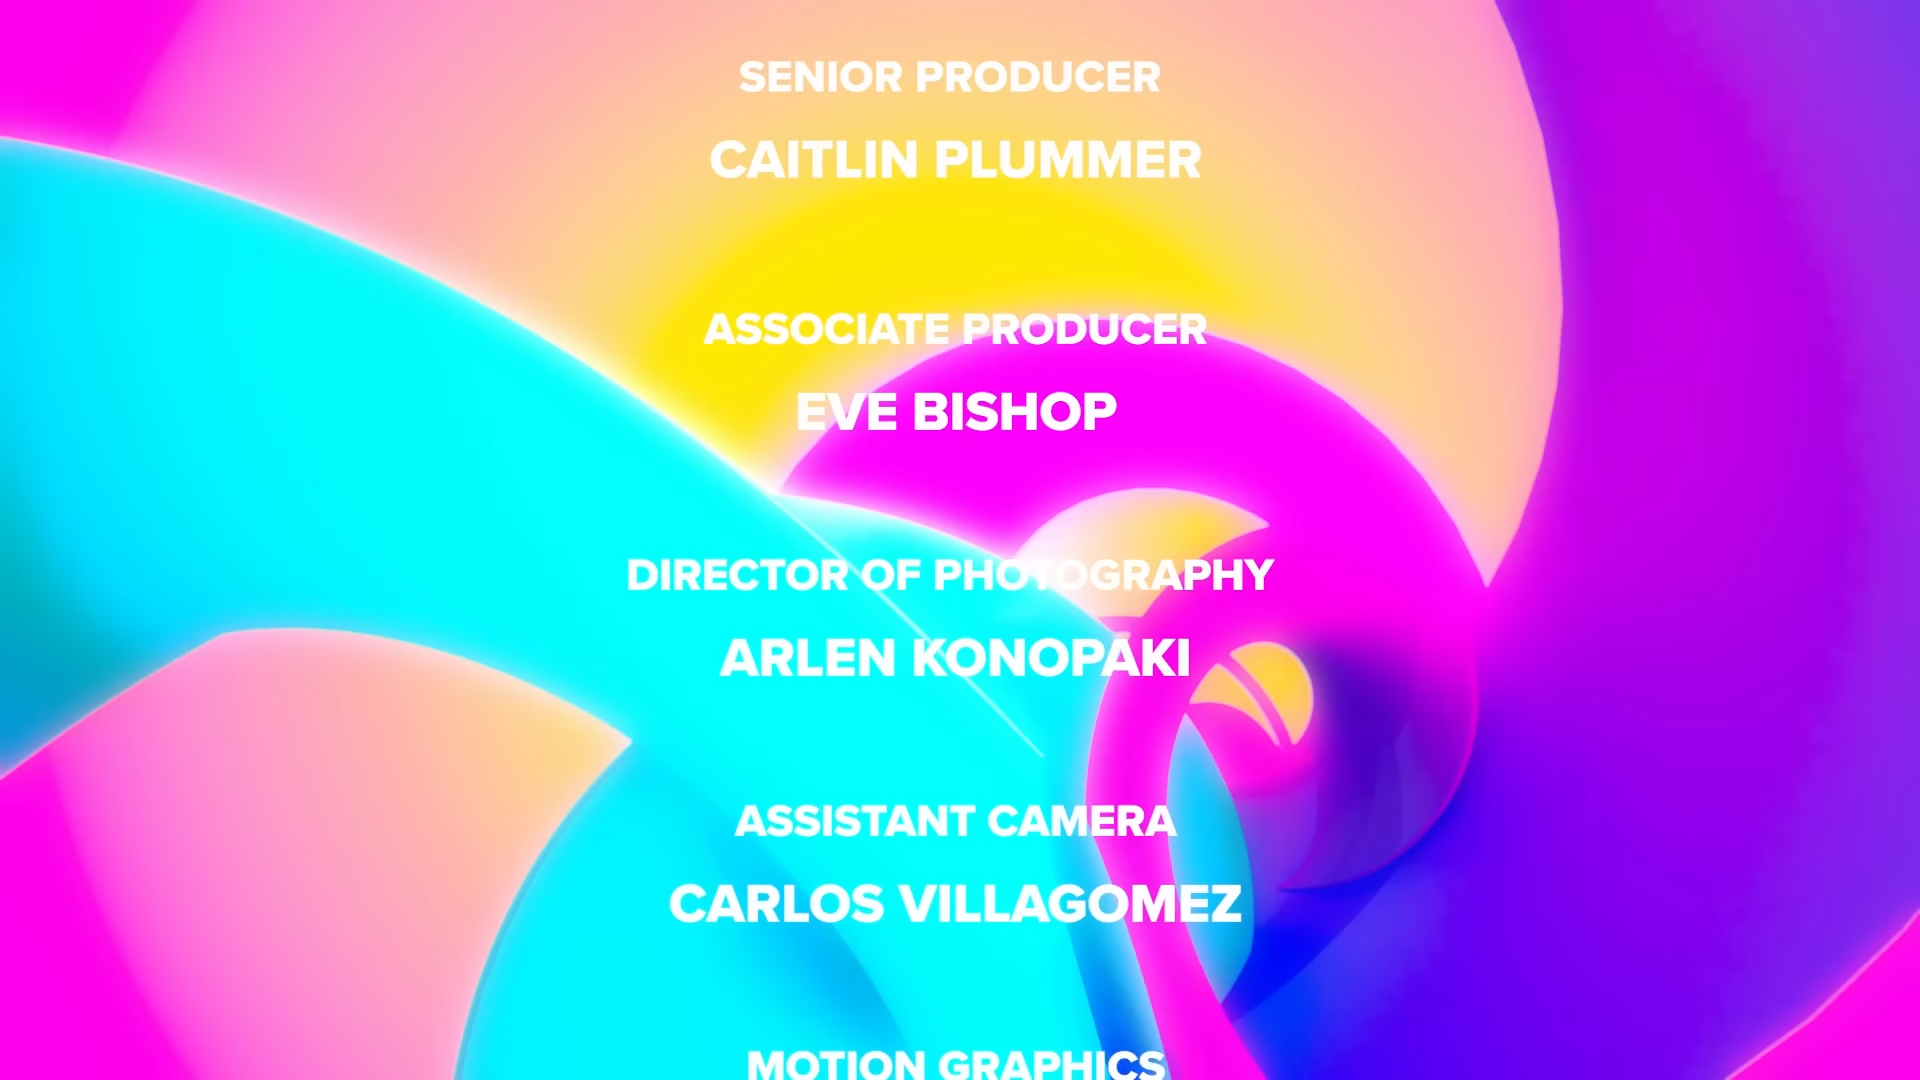 SENIOR PRODUCER
CAITLIN PLUMMER
ASSOCIATE PRODUCER
EVE BISHOP
DIRECTOR OF PHOTOGRAPHY
ARLEN KONOPAKI
ASSISTANT CAMERA
CARLOS VILLAGOMEZ
MOTION GRAPHICS